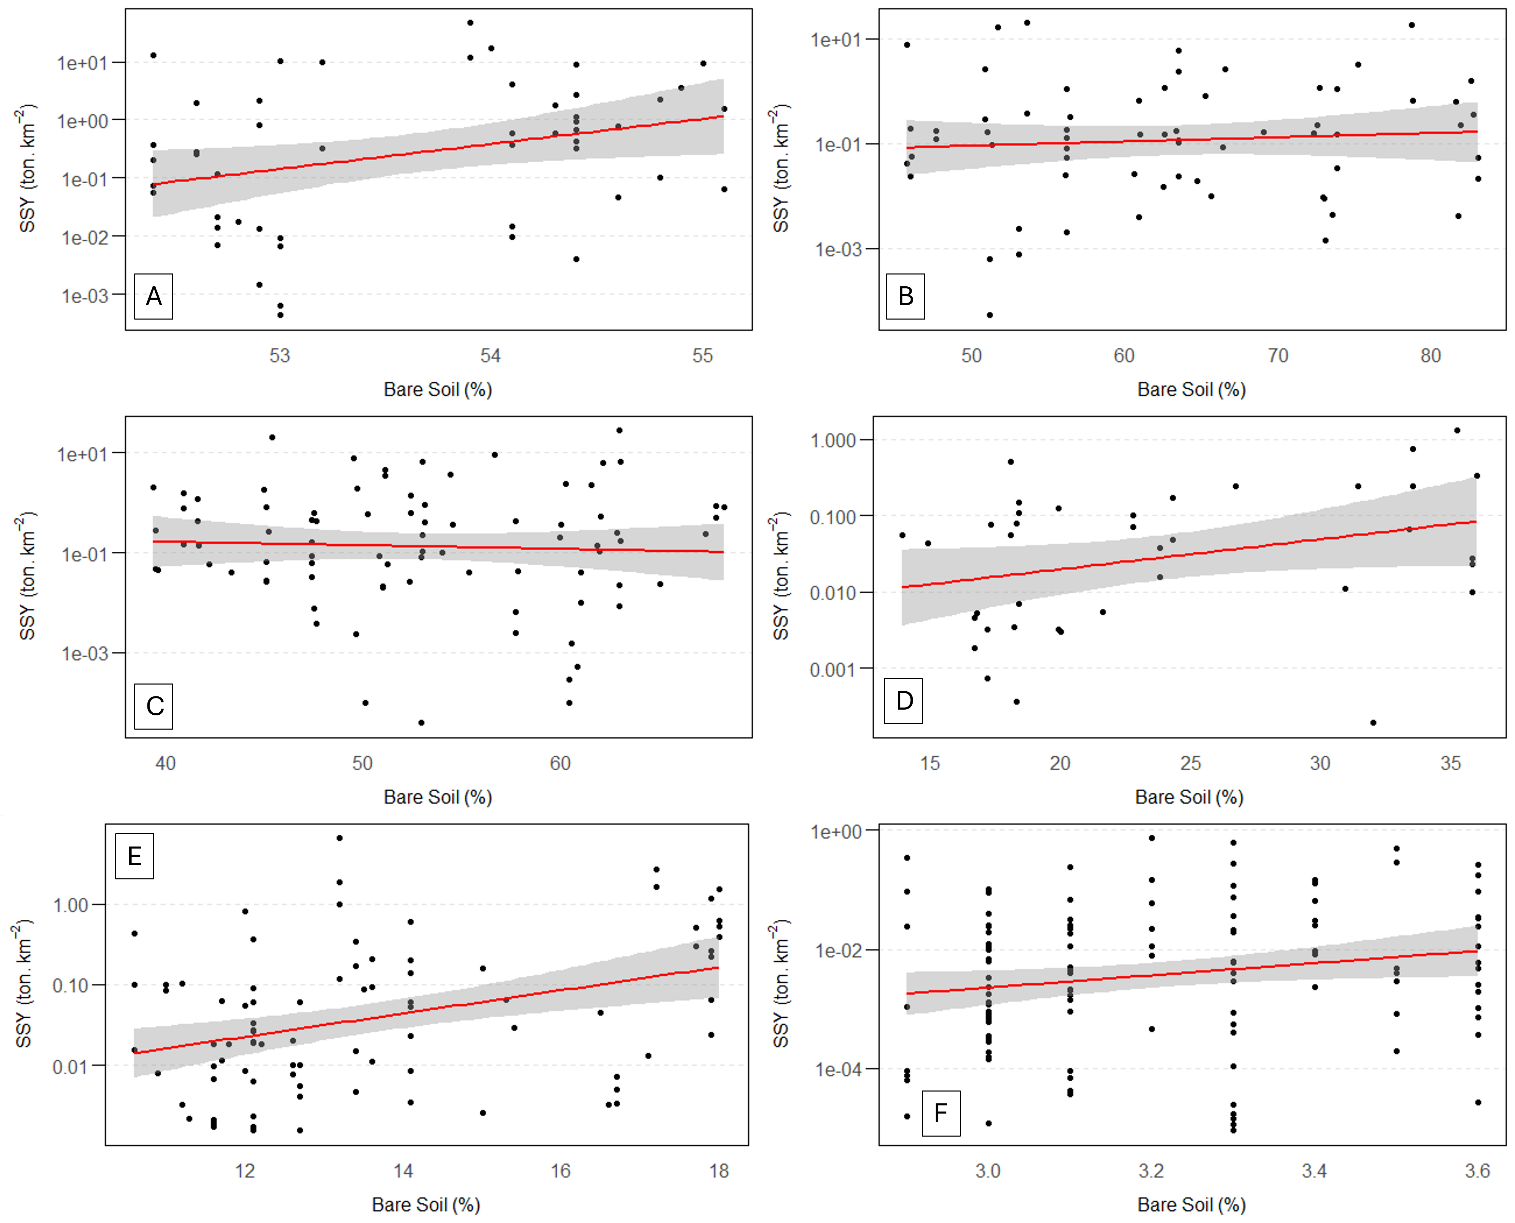 1e+01
1e+00
1e-01
1e-02
1e-03
SSY (ton. km⁻²)
A
53 54 55
Bare Soil (%)
1e+01
1e-01
1e-03
SSY (ton. km⁻²)
B
50 60 70 80
Bare Soil (%)
1e+01
1e-01
1e-03
SSY (ton. km⁻²)
C
40 50 60
Bare Soil (%)
1.000
0.100
0.010
0.001
SSY (ton. km⁻²)
D
15 20 25 30 35
Bare Soil (%)
E
1.00
0.10
0.01
SSY (ton. km⁻²)
12 14 16 18
Bare Soil (%)
1e+00
1e-02
1e-04
SSY (ton. km⁻²)
F
3.0 3.2 3.4 3.6
Bare Soil (%)